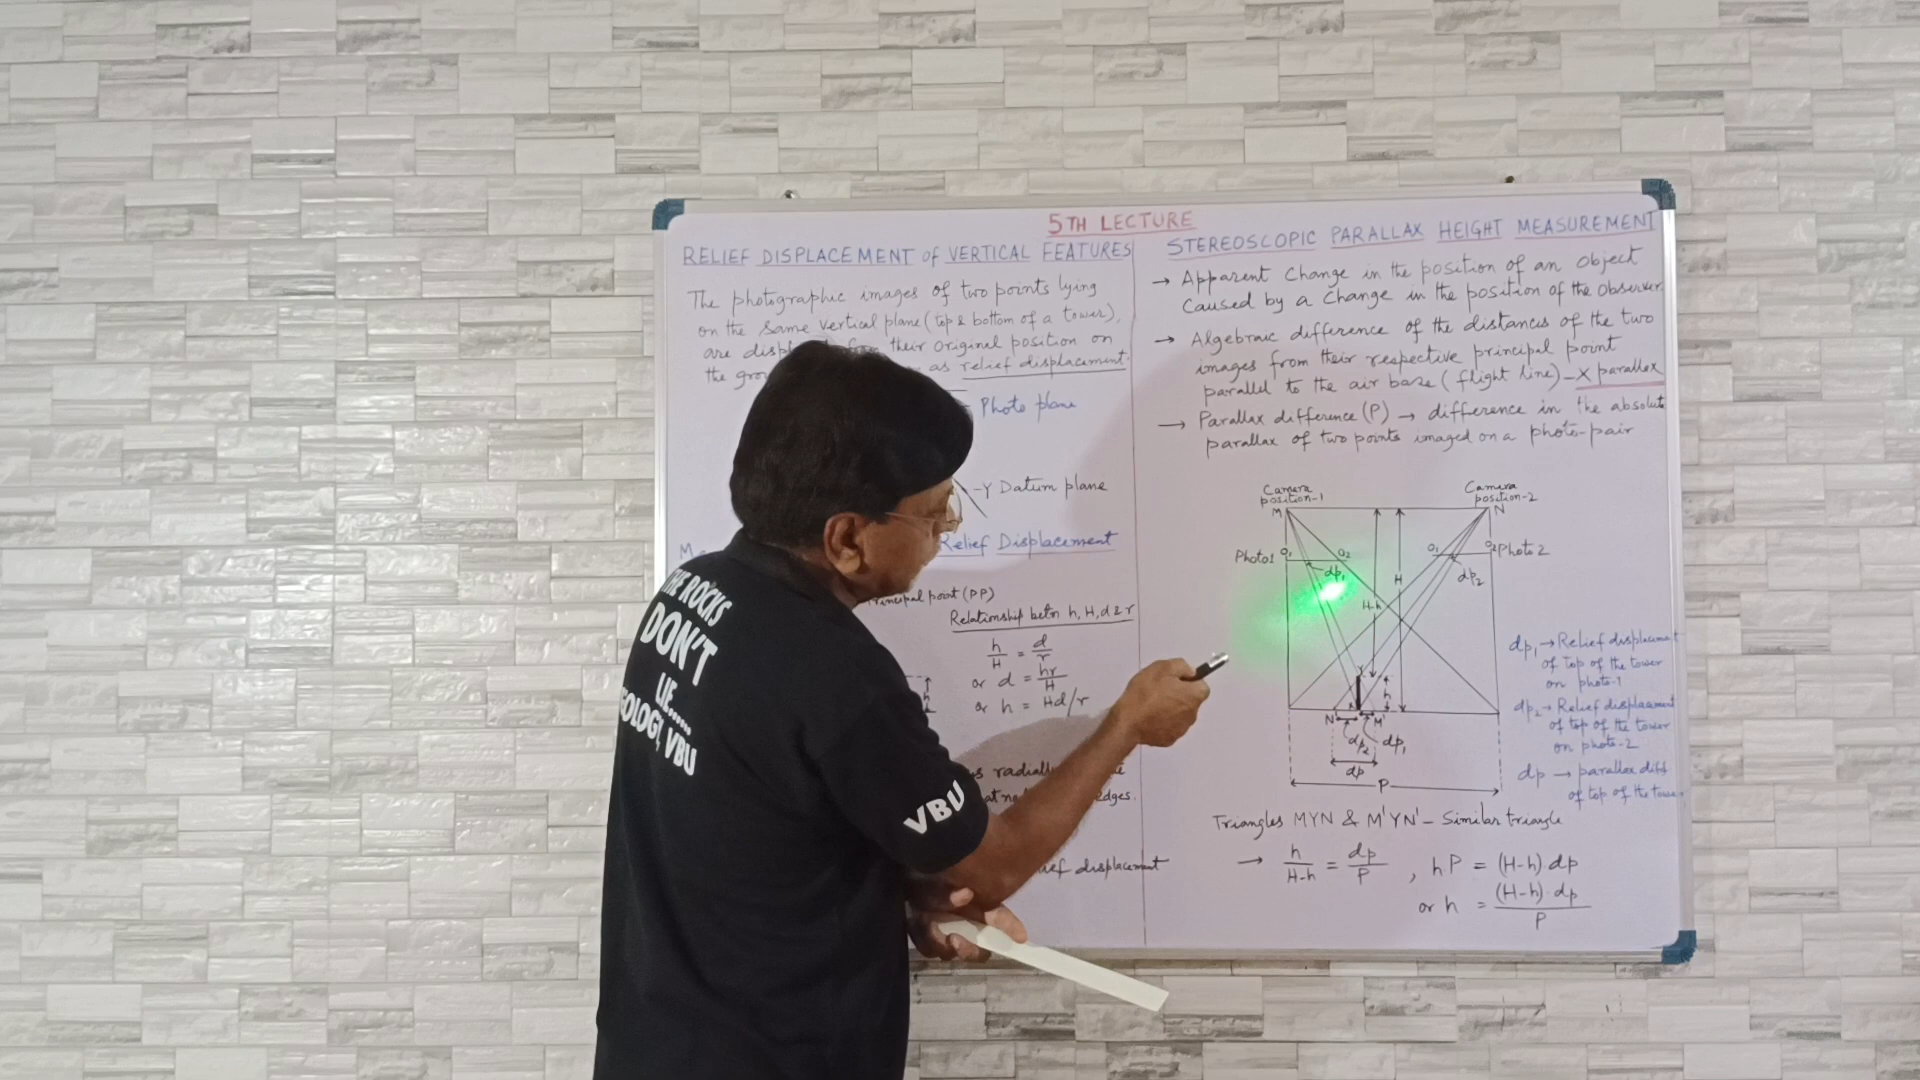 5TH LECTURE
RELIEF DISPLACEMENT of VERTICAL FEATURES
The photographic images of two points lying
on the same vertical plane (top & bottom of a tower),
are their original position on
the as relief displacement.
Photo plane
-Y Datum plane
Relief Displacement
Principal point (PP)
Relationship betn h, H, d & r
h/H = d/r
or d = hr/H
or h = Hd/r
radially
edges.
displacement
STEREOSCOPIC PARALLAX HEIGHT MEASUREMENT
→ Apparent Change in the position of an object
Caused by a Change in the position of the Observer
→ Algebraic difference of the distances of the two
images from their respective principal point
parallel to the air base (flight line) – X parallax
→ Parallax difference (P) → difference in the absolute
parallax of two points imaged on a photo-pair
Camera
position-1
Camera
position-2
M
N
Photo1
O1
O2
O1
O2
Photo2
dp1
dp2
H
H-h
Y
h
N'
M'
dp2
dp1
dp
P
dp1 → Relief displacement
of top of the tower
on photo-1
dp2 → Relief displacement
of top of the tower
on photo-2
dp → parallax diff
of top of the tower
Triangles MYN & M'YN' – Similar triangle
→ h/H-h = dp/P , hP = (H-h)·dp
or h = (H-h)·dp/P
THE ROCKS
DON'T
LIE......
GEOLOGY, VBU
VBU